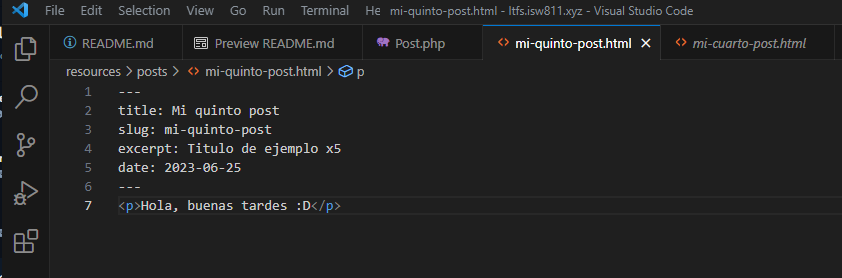 File Edit Selection View Go Run Terminal He mi-quinto-post.html - ltfs.isw811.xyz - Visual Studio Code
README.md Preview README.md Post.php mi-quinto-post.html mi-cuarto-post.html
resources > posts > mi-quinto-post.html > p
1 ---
2 title: Mi quinto post
3 slug: mi-quinto-post
4 excerpt: Titulo de ejemplo x5
5 date: 2023-06-25
6 ---
7 <p>Hola, buenas tardes :D</p>